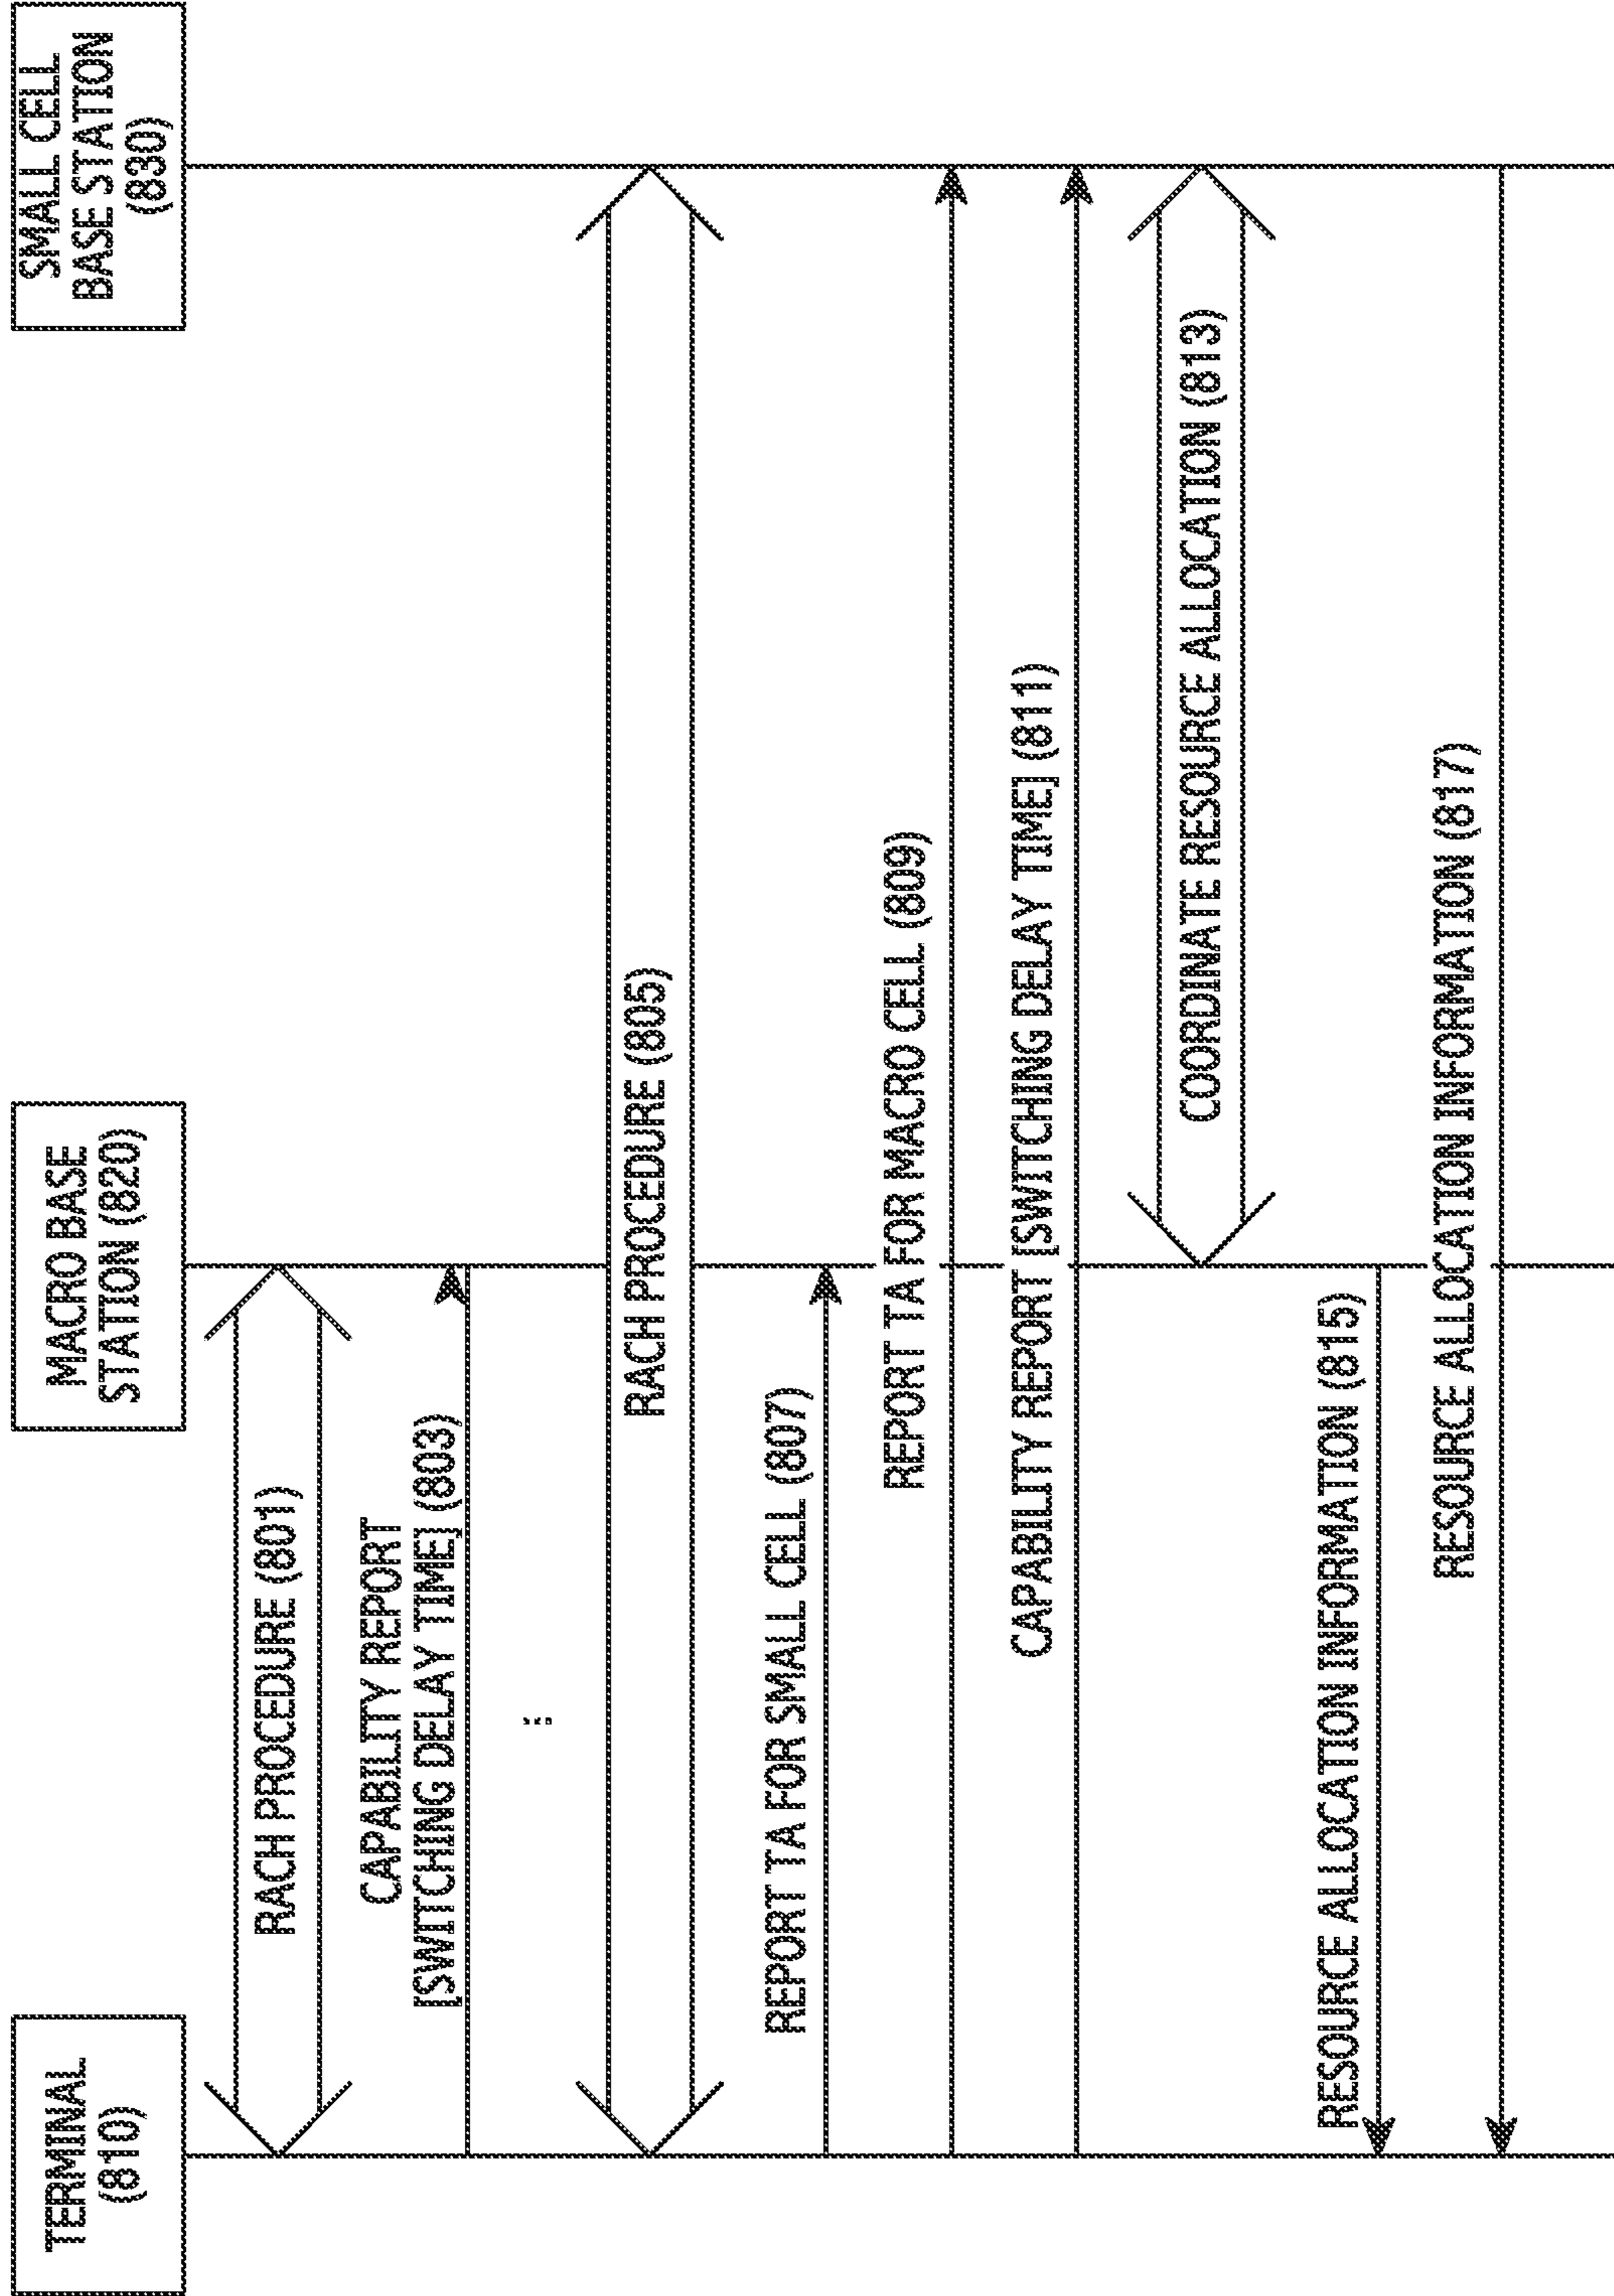 TERMINAL
(810)
MACRO BASE
STATION (820)
SMALL CELL
BASE STATION
(830)
RACH PROCEDURE (801)
CAPABILITY REPORT
[SWITCHING DELAY TIME] (803)
RACH PROCEDURE (805)
REPORT TA FOR SMALL CELL (807)
REPORT TA FOR MACRO CELL (809)
CAPABILITY REPORT [SWITCHING DELAY TIME] (811)
COORDINATE RESOURCE ALLOCATION (813)
RESOURCE ALLOCATION INFORMATION (815)
RESOURCE ALLOCATION INFORMATION (817)